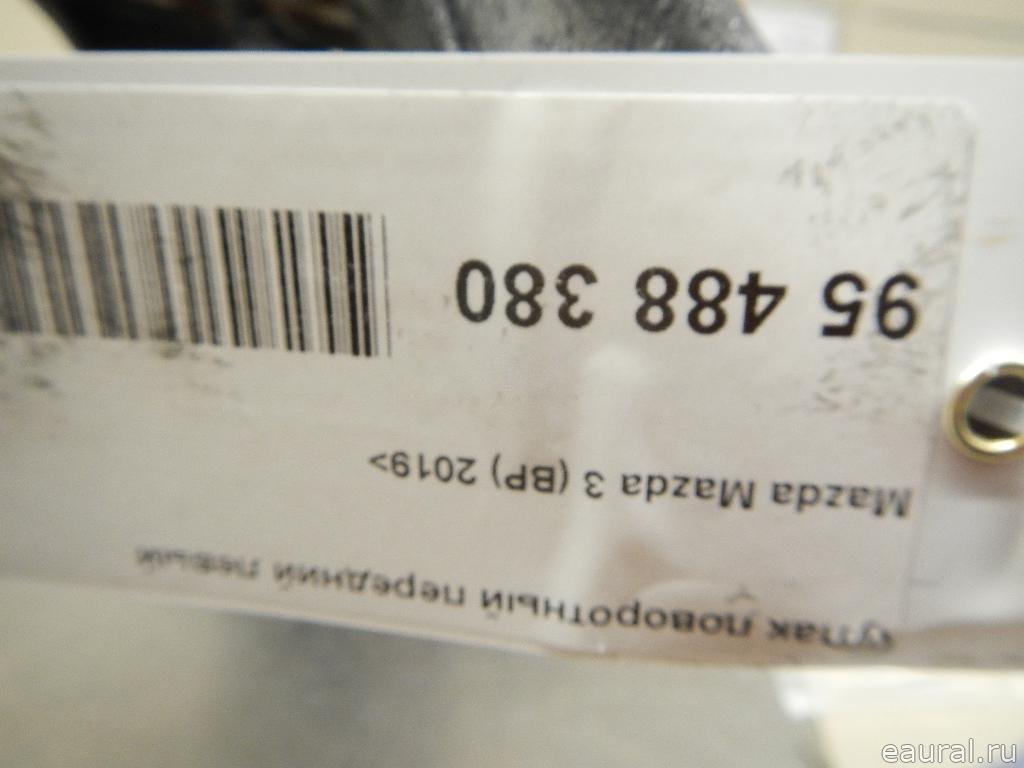 95 488 380
Mazda Mazda 3 (BP) 2019>
кулак поворотный передний левый
eaural.ru